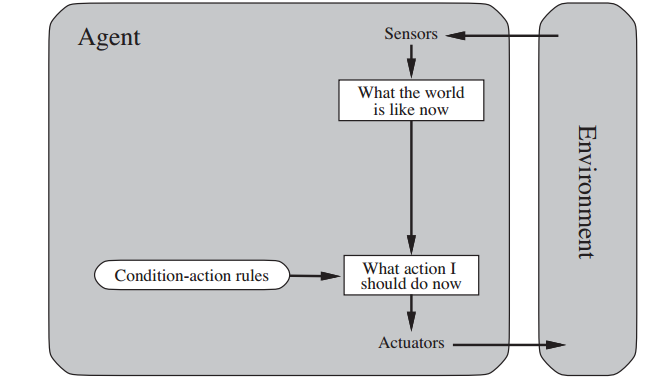 Agent
Sensors
What the world
is like now
Environment
Condition-action rules
What action I
should do now
Actuators